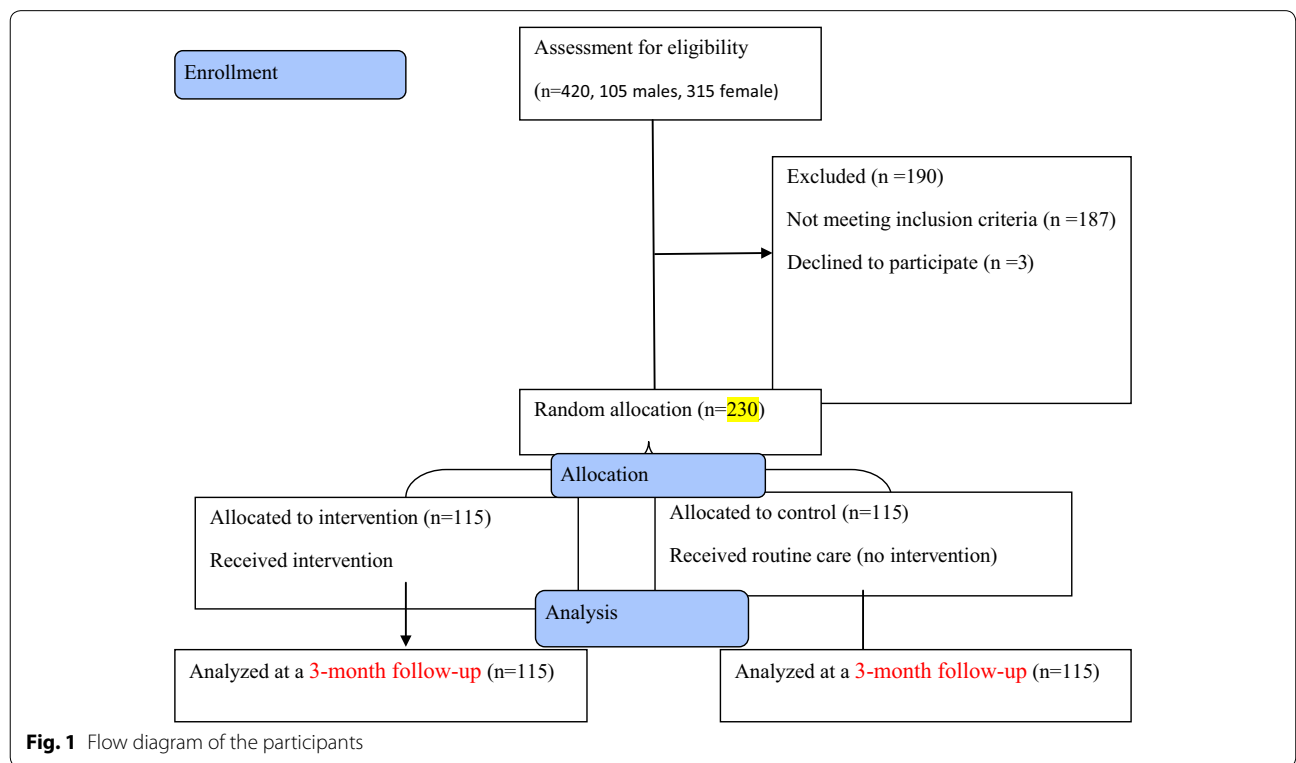 Enrollment
Assessment for eligibility
(n=420, 105 males, 315 female)
Excluded (n =190)
Not meeting inclusion criteria (n =187)
Declined to participate (n =3)
Random allocation (n=230)
Allocation
Allocated to intervention (n=115)
Received intervention
Allocated to control (n=115)
Received routine care (no intervention)
Analysis
Analyzed at a 3-month follow-up (n=115)
Analyzed at a 3-month follow-up (n=115)
Fig. 1 Flow diagram of the participants